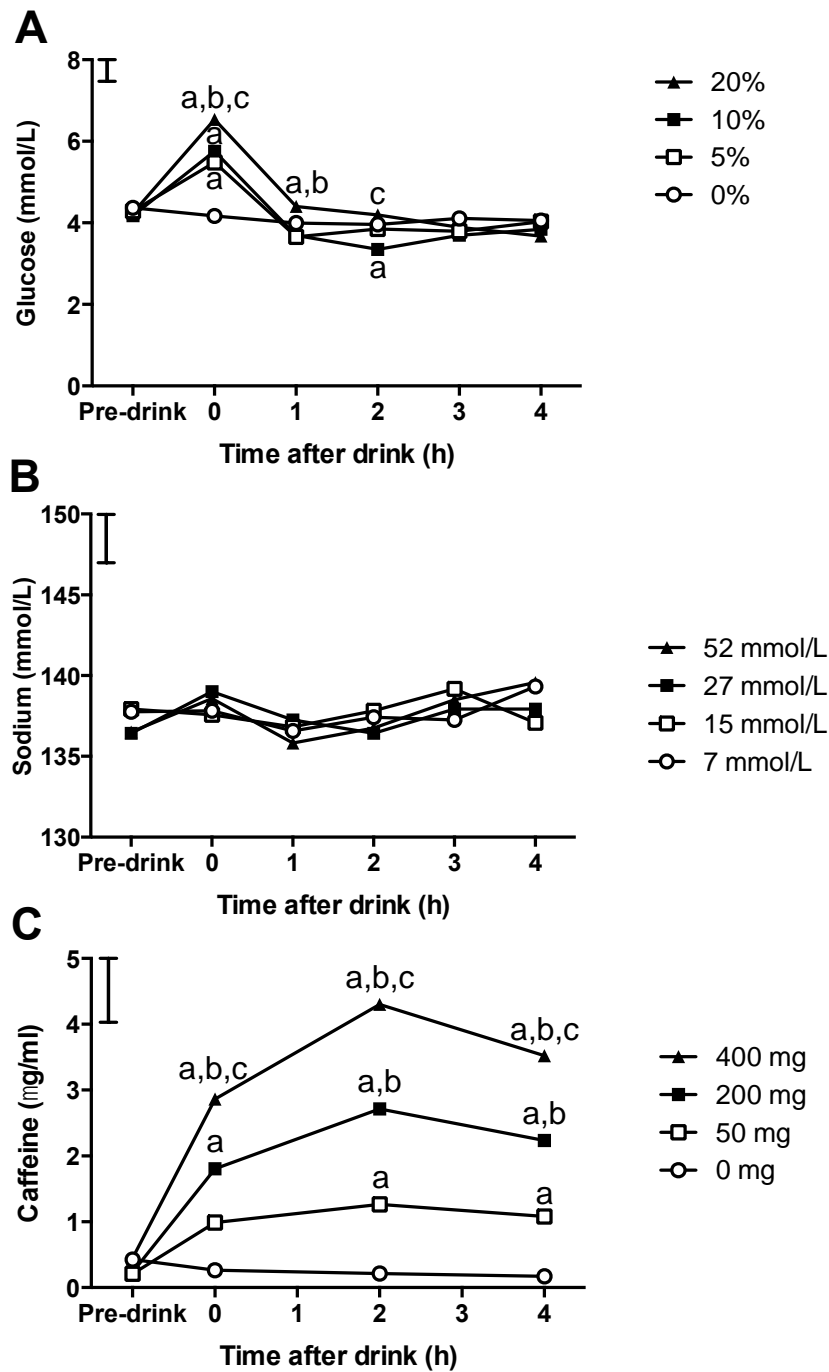 A
8
6
4
2
0
Glucose (mmol/L)
a,b,c
a
a
a,b
c
a
Pre-drink 0 1 2 3 4
Time after drink (h)
20%
10%
5%
0%
B
150
145
140
135
130
Sodium (mmol/L)
Pre-drink 0 1 2 3 4
Time after drink (h)
52 mmol/L
27 mmol/L
15 mmol/L
7 mmol/L
C
5
4
3
2
1
0
Caffeine (mg/ml)
a,b,c
a,b,c
a,b,c
a
a,b
a,b
a
a
Pre-drink 0 1 2 3 4
Time after drink (h)
400 mg
200 mg
50 mg
0 mg